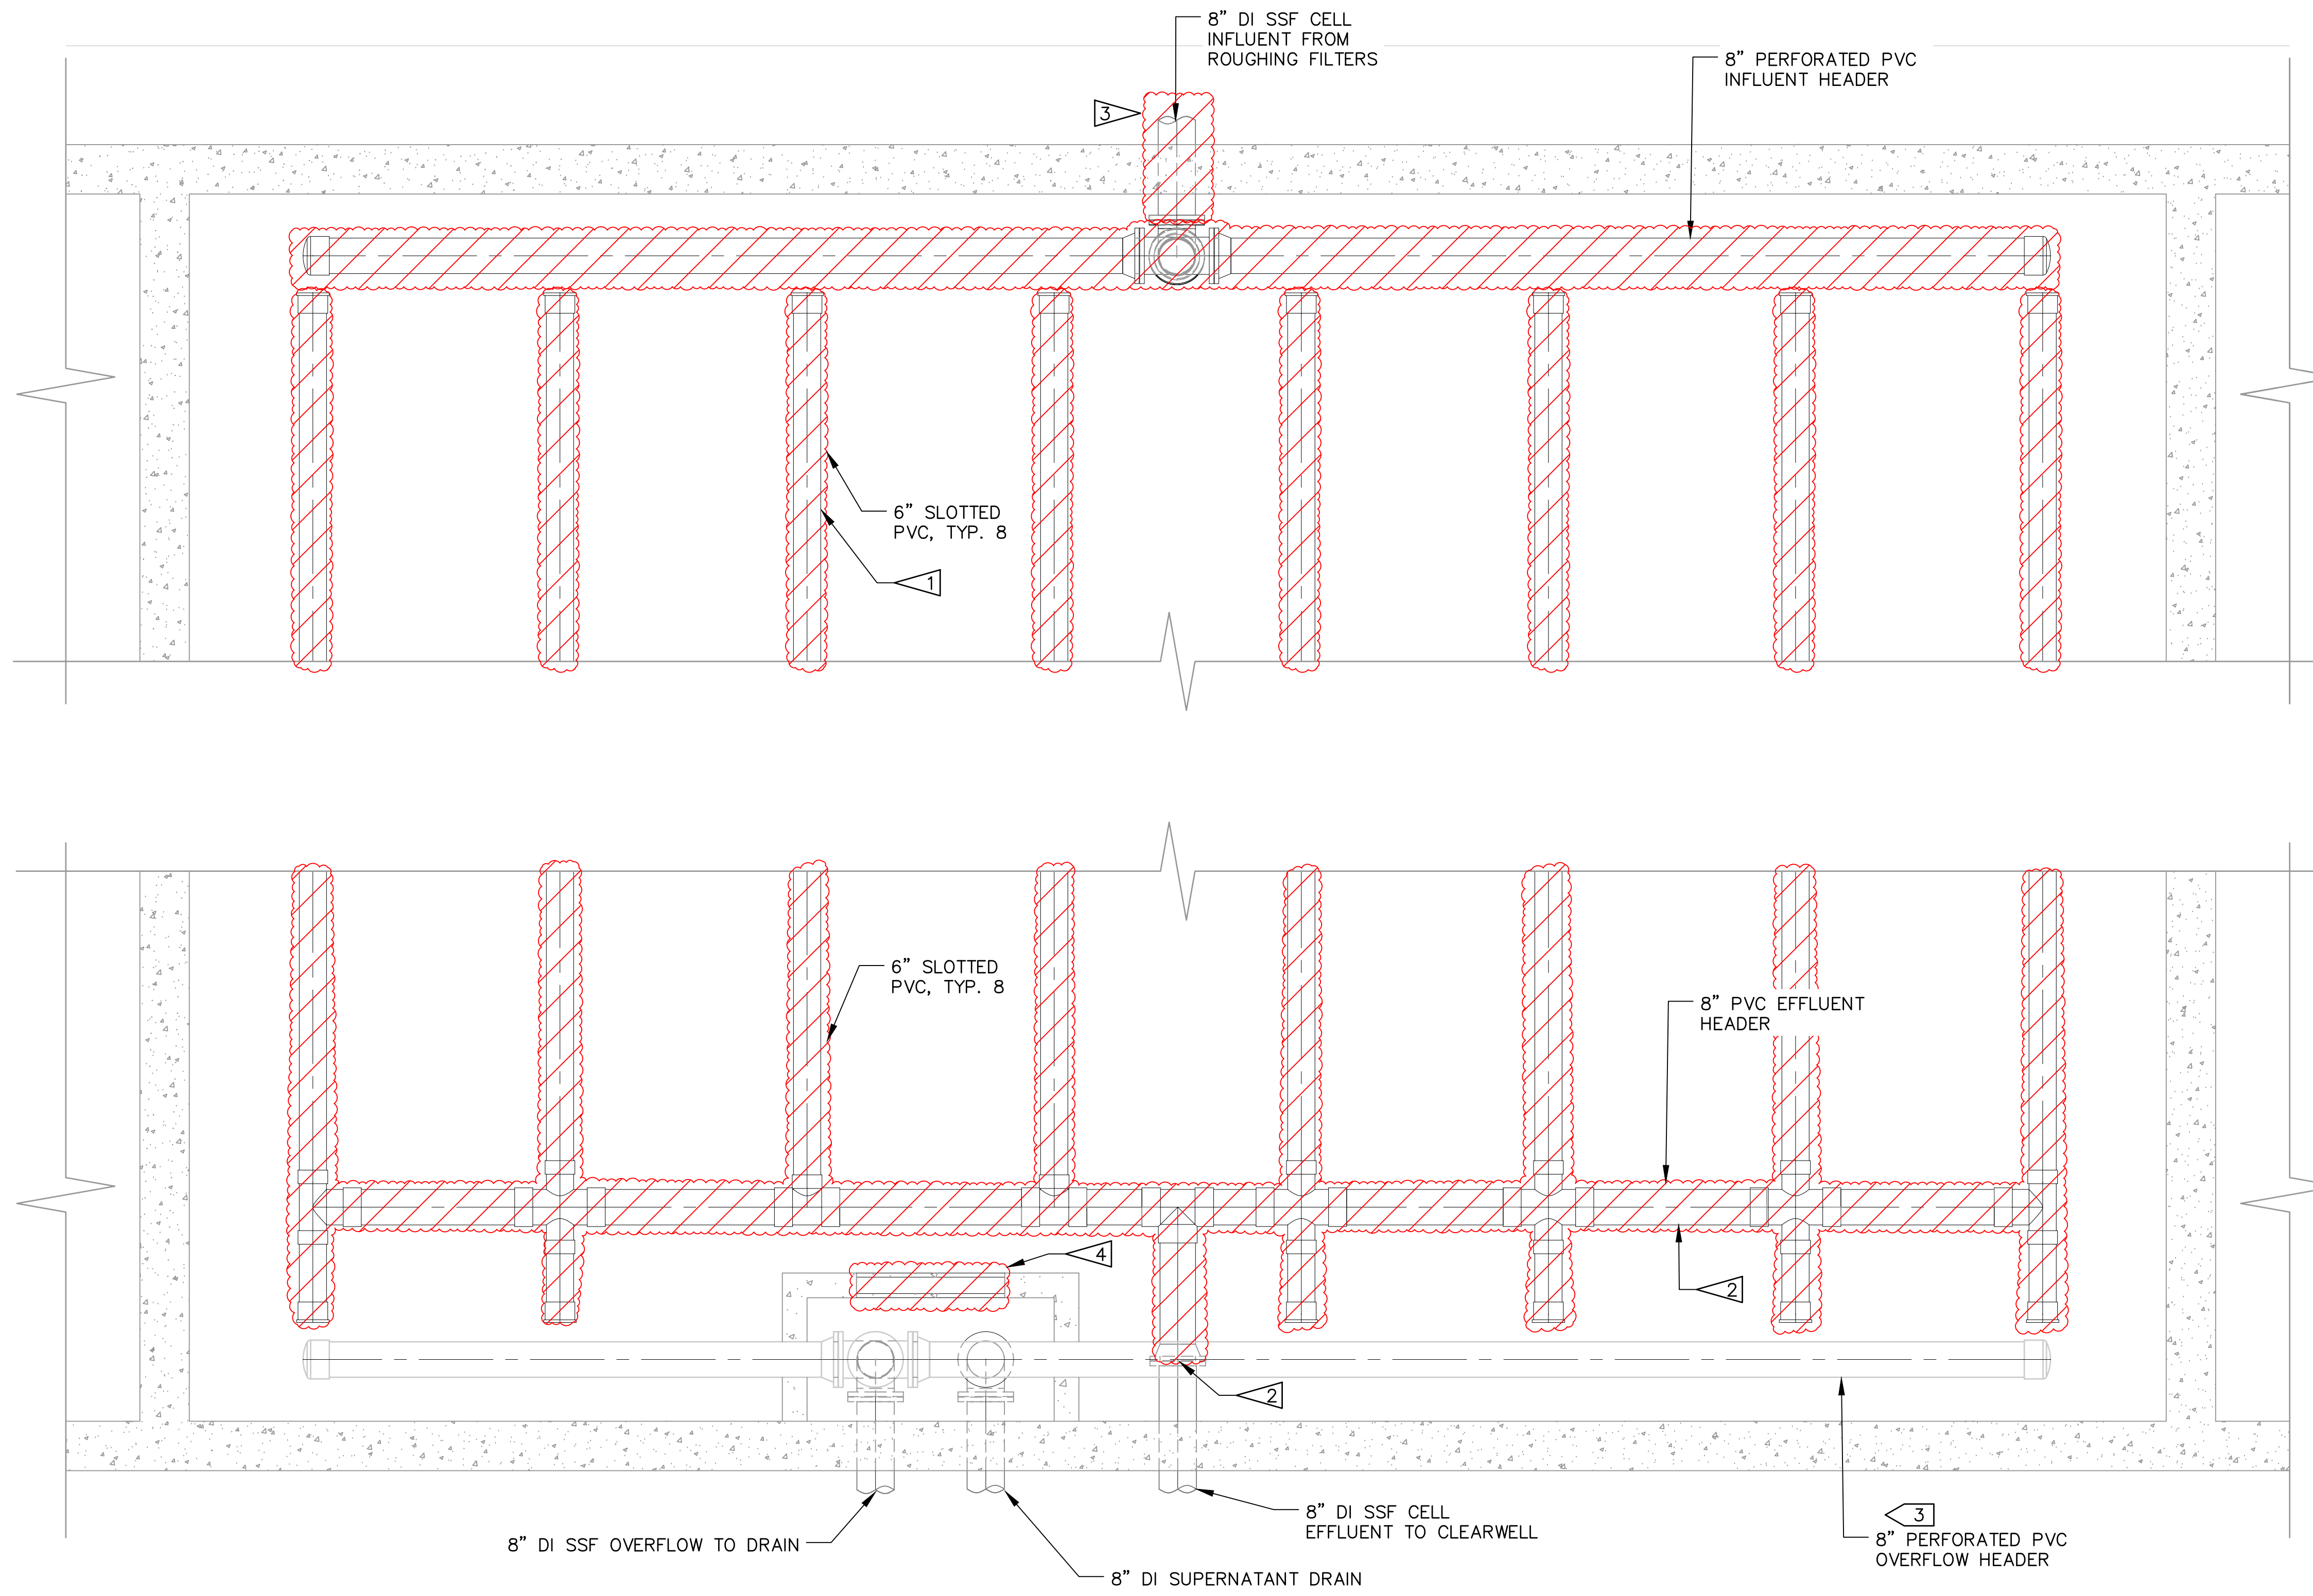 8" DI SSF CELL
INFLUENT FROM
ROUGHING FILTERS
8" PERFORATED PVC
INFLUENT HEADER
3
6" SLOTTED
PVC, TYP. 8
1
6" SLOTTED
PVC, TYP. 8
8" PVC EFFLUENT
HEADER
4
2
2
8" DI SSF CELL
EFFLUENT TO CLEARWELL
3
8" PERFORATED PVC
OVERFLOW HEADER
8" DI SSF OVERFLOW TO DRAIN
8" DI SUPERNATANT DRAIN